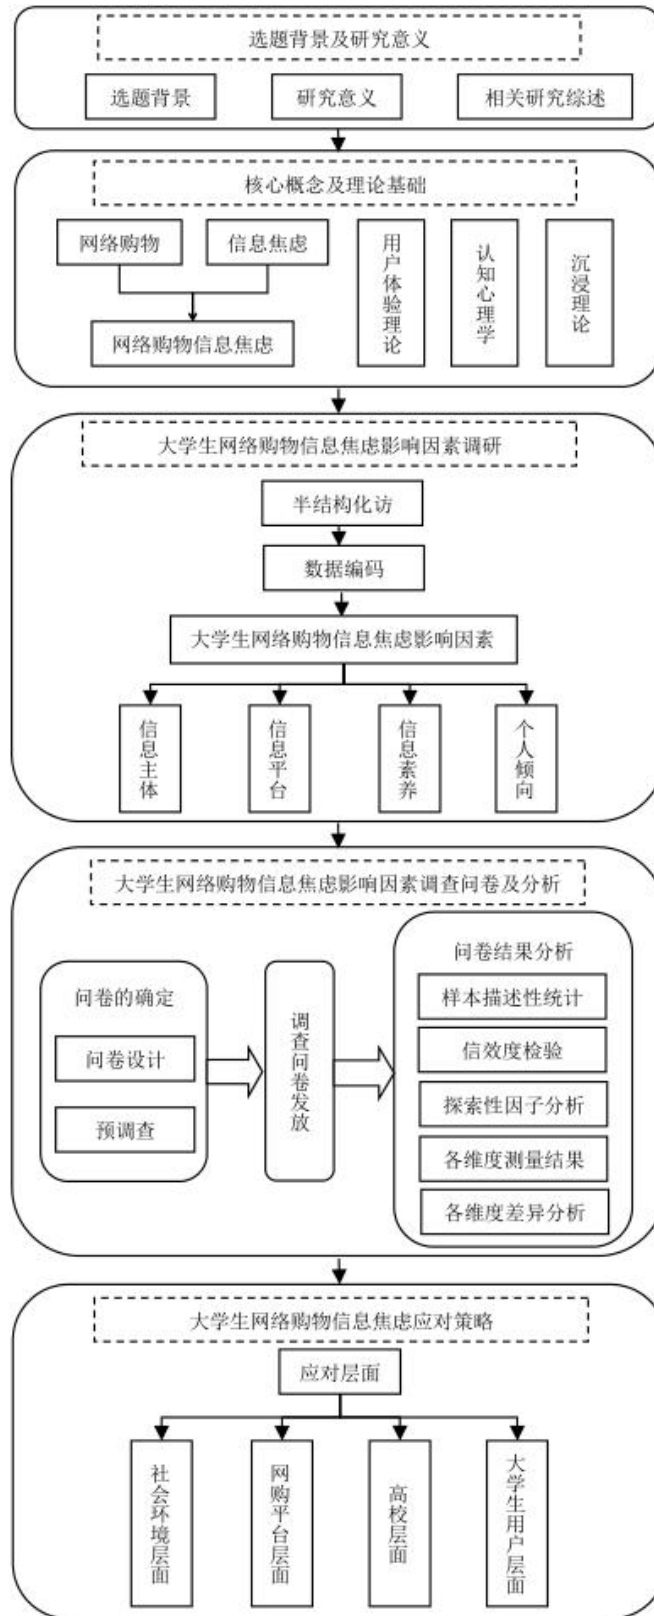 选题背景及研究意义
选题背景
研究意义
相关研究综述
核心概念及理论基础
网络购物
信息焦虑
网络购物信息焦虑
用户体验理论
认知心理学
沉浸理论
大学生网络购物信息焦虑影响因素调研
半结构化访
数据编码
大学生网络购物信息焦虑影响因素
信息主体
信息平台
信息素养
个人倾向
大学生网络购物信息焦虑影响因素调查问卷及分析
问卷的确定
问卷设计
预调查
调查问卷发放
问卷结果分析
样本描述性统计
信效度检验
探索性因子分析
各维度测量结果
各维度差异分析
大学生网络购物信息焦虑应对策略
应对层面
社会环境层面
网购平台层面
高校层面
大学生用户层面